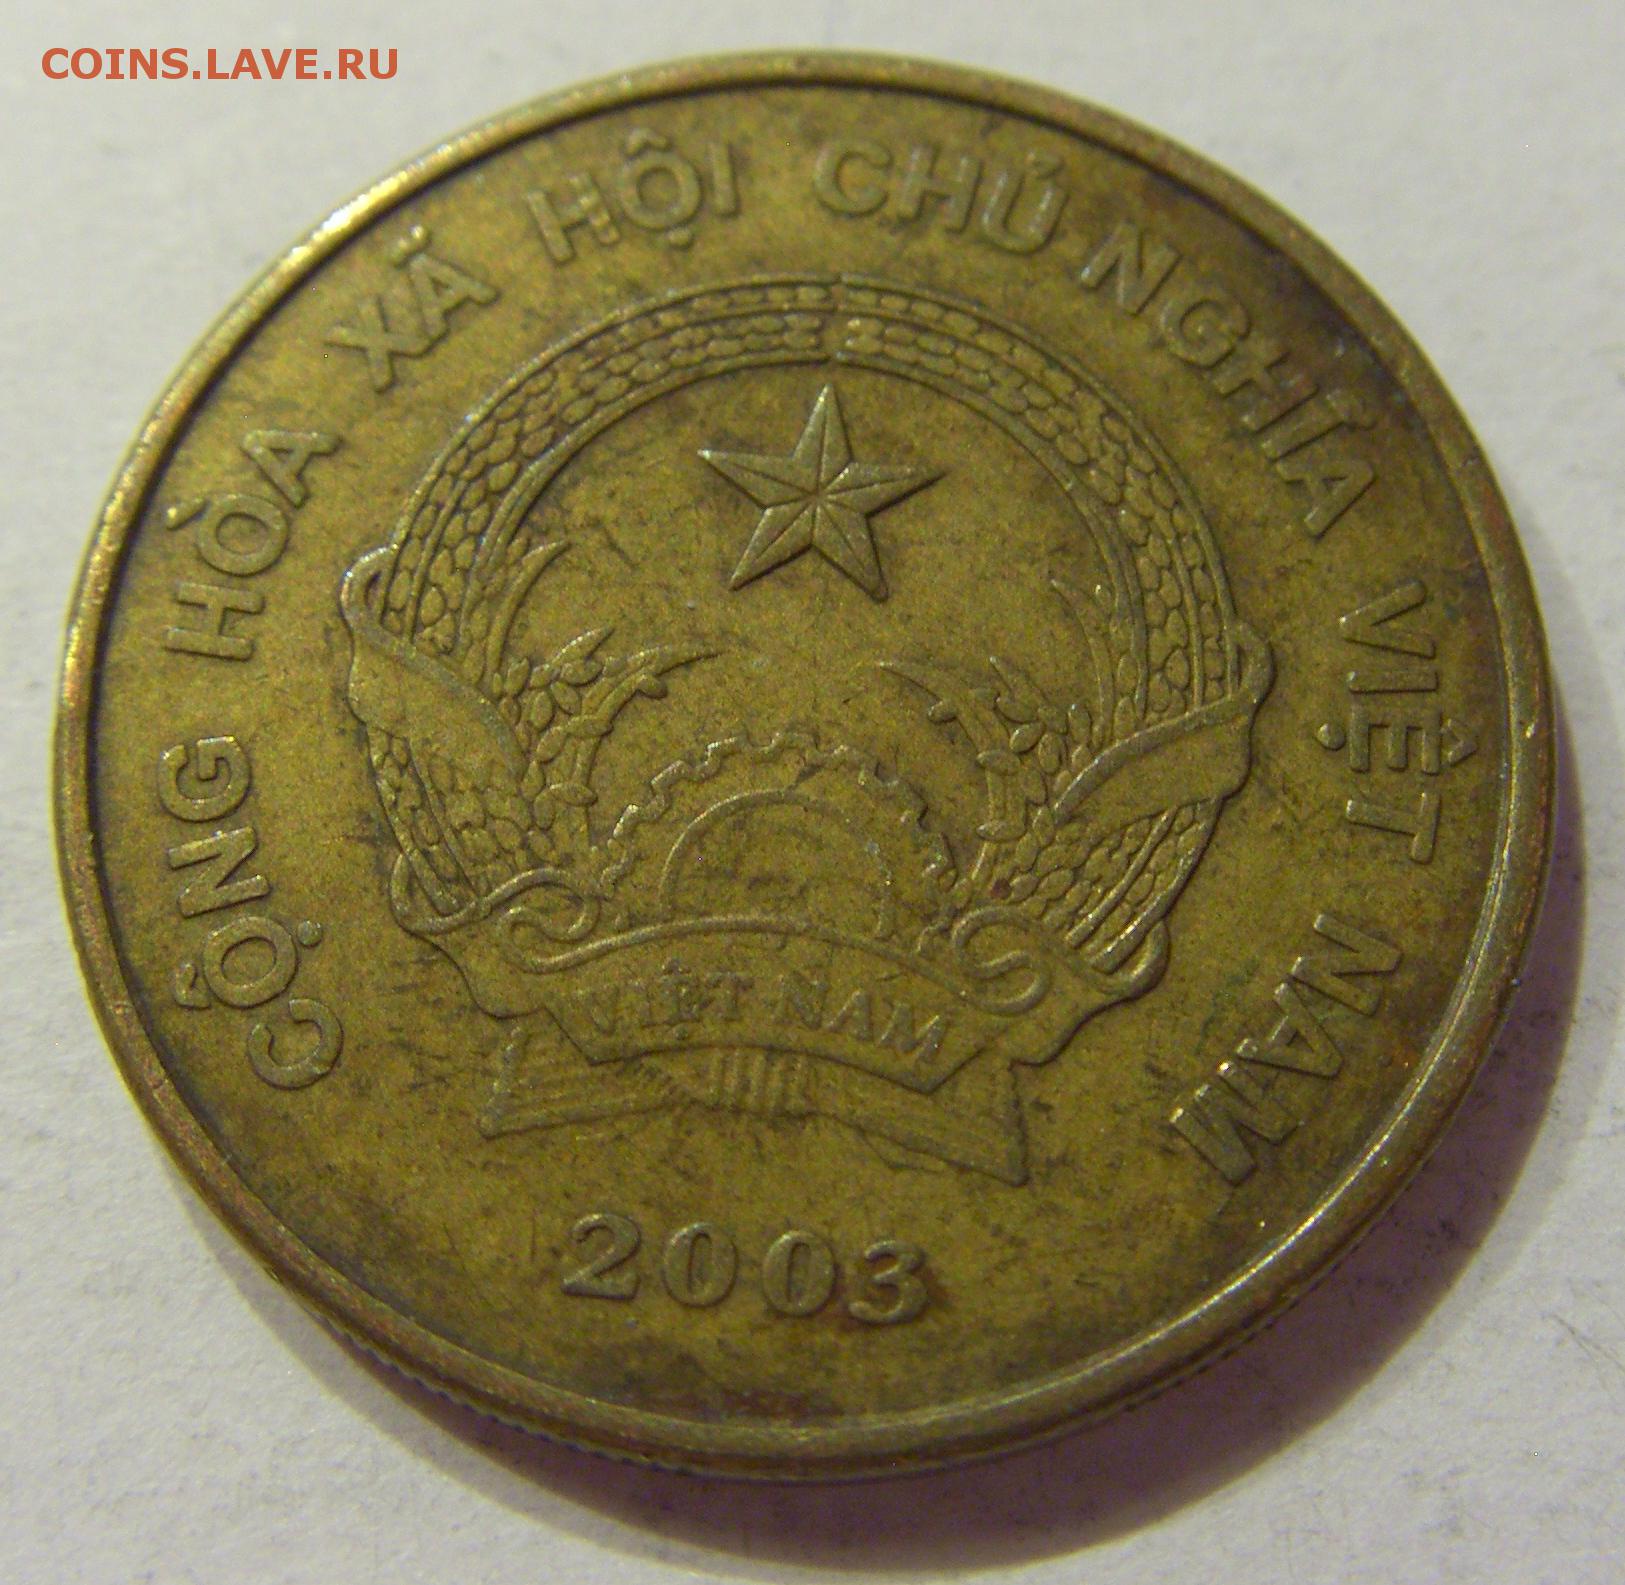 COINS.LAVE.RU
CỘNG HÒA XÃ HỘI CHỦ NGHĨA VIỆT NAM
VIỆT NAM
2003